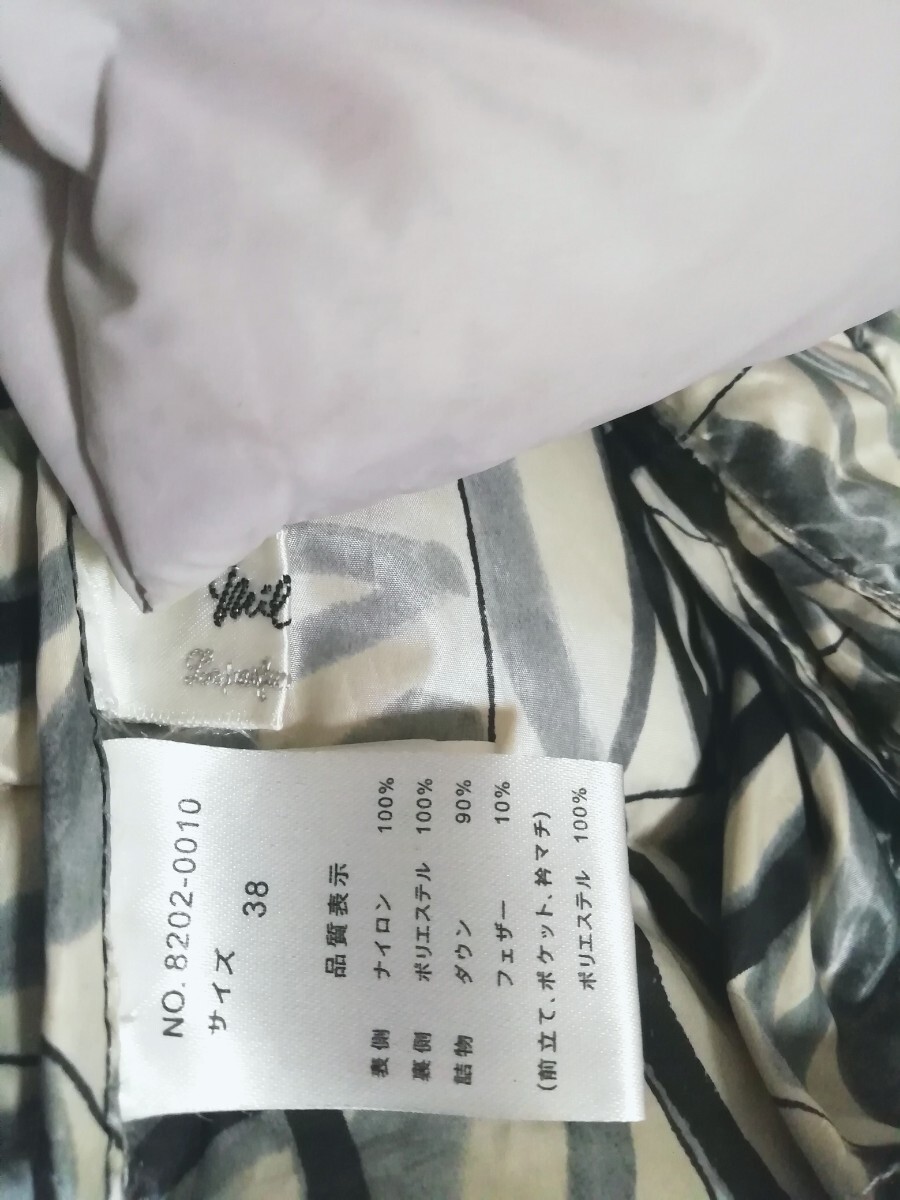 NO. 8202-0010
サイズ 38
品質表示
表側 ナイロン 100%
裏側 ポリエステル 100%
詰物 ダウン 90%
フェザー 10%
(前立て、ポケット、衿マチ)
ポリエステル 100%